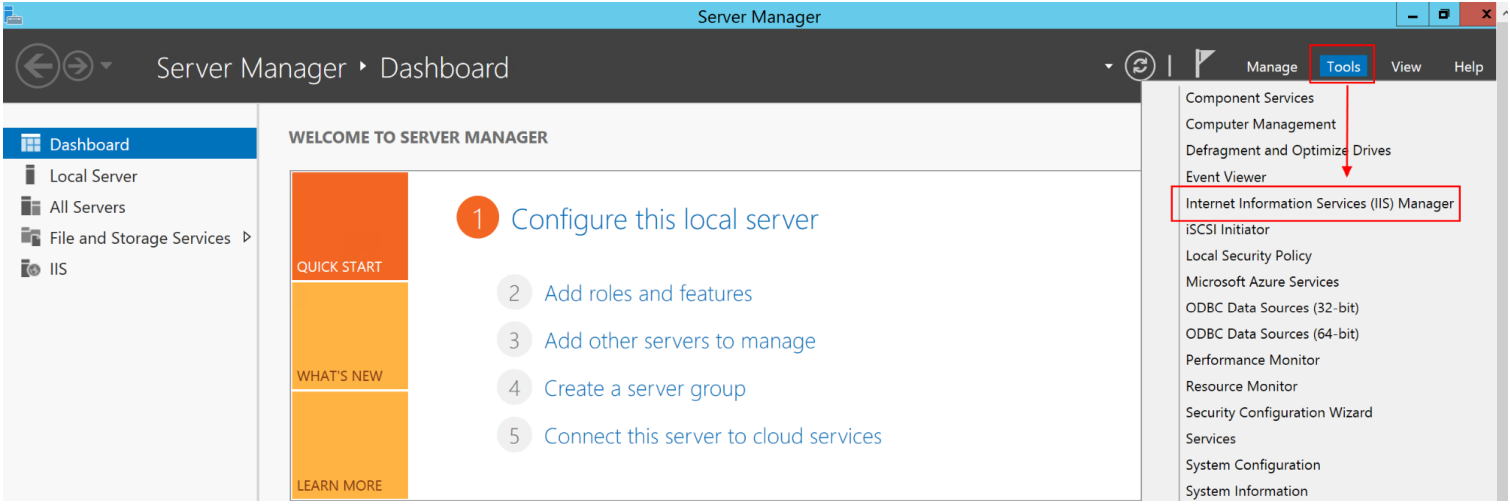 Server Manager
Server Manager ‣ Dashboard
Manage Tools View Help
Dashboard
Local Server
All Servers
File and Storage Services
IIS
WELCOME TO SERVER MANAGER
QUICK START
WHAT'S NEW
LEARN MORE
1 Configure this local server
2 Add roles and features
3 Add other servers to manage
4 Create a server group
5 Connect this server to cloud services
Component Services
Computer Management
Defragment and Optimize Drives
Event Viewer
Internet Information Services (IIS) Manager
iSCSI Initiator
Local Security Policy
Microsoft Azure Services
ODBC Data Sources (32-bit)
ODBC Data Sources (64-bit)
Performance Monitor
Resource Monitor
Security Configuration Wizard
Services
System Configuration
System Information